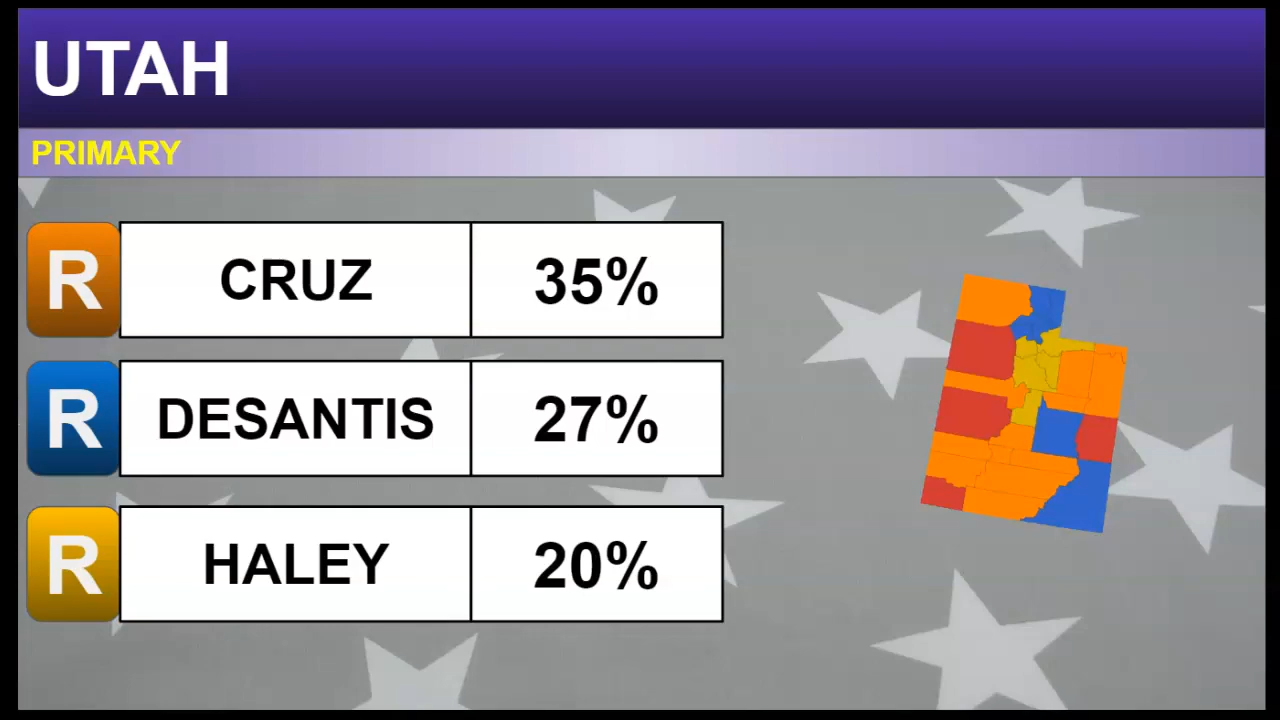 UTAH
PRIMARY
R CRUZ 35%
R DESANTIS 27%
R HALEY 20%